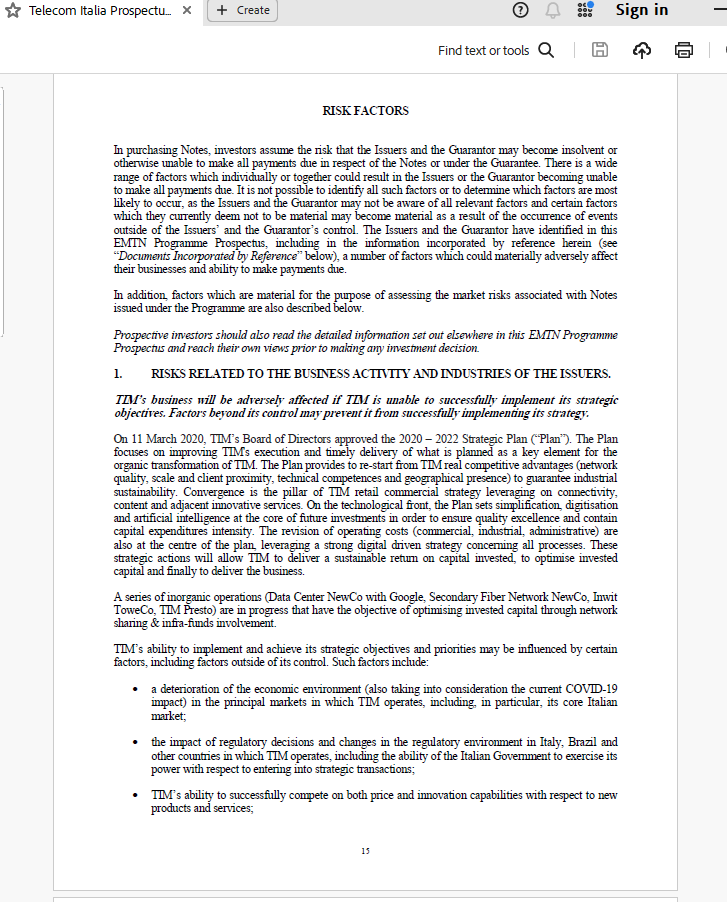 Telecom Italia Prospectu...
Create
Sign in
Find text or tools
RISK FACTORS
In purchasing Notes, investors assume the risk that the Issuers and the Guarantor may become insolvent or
otherwise unable to make all payments due in respect of the Notes or under the Guarantee. There is a wide
range of factors which individually or together could result in the Issuers or the Guarantor becoming unable
to make all payments due. It is not possible to identify all such factors or to determine which factors are most
likely to occur, as the Issuers and the Guarantor may not be aware of all relevant factors and certain factors
which they currently deem not to be material may become material as a result of the occurrence of events
outside of the Issuers’ and the Guarantor’s control. The Issuers and the Guarantor have identified in this
EMTN Programme Prospectus, including in the information incorporated by reference herein (see
“Documents Incorporated by Reference” below), a number of factors which could materially adversely affect
their businesses and ability to make payments due.
In addition, factors which are material for the purpose of assessing the market risks associated with Notes
issued under the Programme are also described below.
Prospective investors should also read the detailed information set out elsewhere in this EMTN Programme
Prospectus and reach their own views prior to making any investment decision.
1. RISKS RELATED TO THE BUSINESS ACTIVITY AND INDUSTRIES OF THE ISSUERS.
TIM’s business will be adversely affected if TIM is unable to successfully implement its strategic
objectives. Factors beyond its control may prevent it from successfully implementing its strategy.
On 11 March 2020, TIM’s Board of Directors approved the 2020 – 2022 Strategic Plan (“Plan”). The Plan
focuses on improving TIM's execution and timely delivery of what is planned as a key element for the
organic transformation of TIM. The Plan provides to re-start from TIM real competitive advantages (network
quality, scale and client proximity, technical competences and geographical presence) to guarantee industrial
sustainability. Convergence is the pillar of TIM retail commercial strategy leveraging on connectivity,
content and adjacent innovative services. On the technological front, the Plan sets simplification, digitisation
and artificial intelligence at the core of future investments in order to ensure quality excellence and contain
capital expenditures intensity. The revision of operating costs (commercial, industrial, administrative) are
also at the centre of the plan, leveraging a strong digital driven strategy concerning all processes. These
strategic actions will allow TIM to deliver a sustainable return on capital invested, to optimise invested
capital and finally to deliver the business.
A series of inorganic operations (Data Center NewCo with Google, Secondary Fiber Network NewCo, Inwit
ToweCo, TIM Presto) are in progress that have the objective of optimising invested capital through network
sharing & infra-funds involvement.
TIM’s ability to implement and achieve its strategic objectives and priorities may be influenced by certain
factors, including factors outside of its control. Such factors include:
• a deterioration of the economic environment (also taking into consideration the current COVID-19
impact) in the principal markets in which TIM operates, including, in particular, its core Italian
market;
• the impact of regulatory decisions and changes in the regulatory environment in Italy, Brazil and
other countries in which TIM operates, including the ability of the Italian Government to exercise its
power with respect to entering into strategic transactions;
• TIM’s ability to successfully compete on both price and innovation capabilities with respect to new
products and services;
15